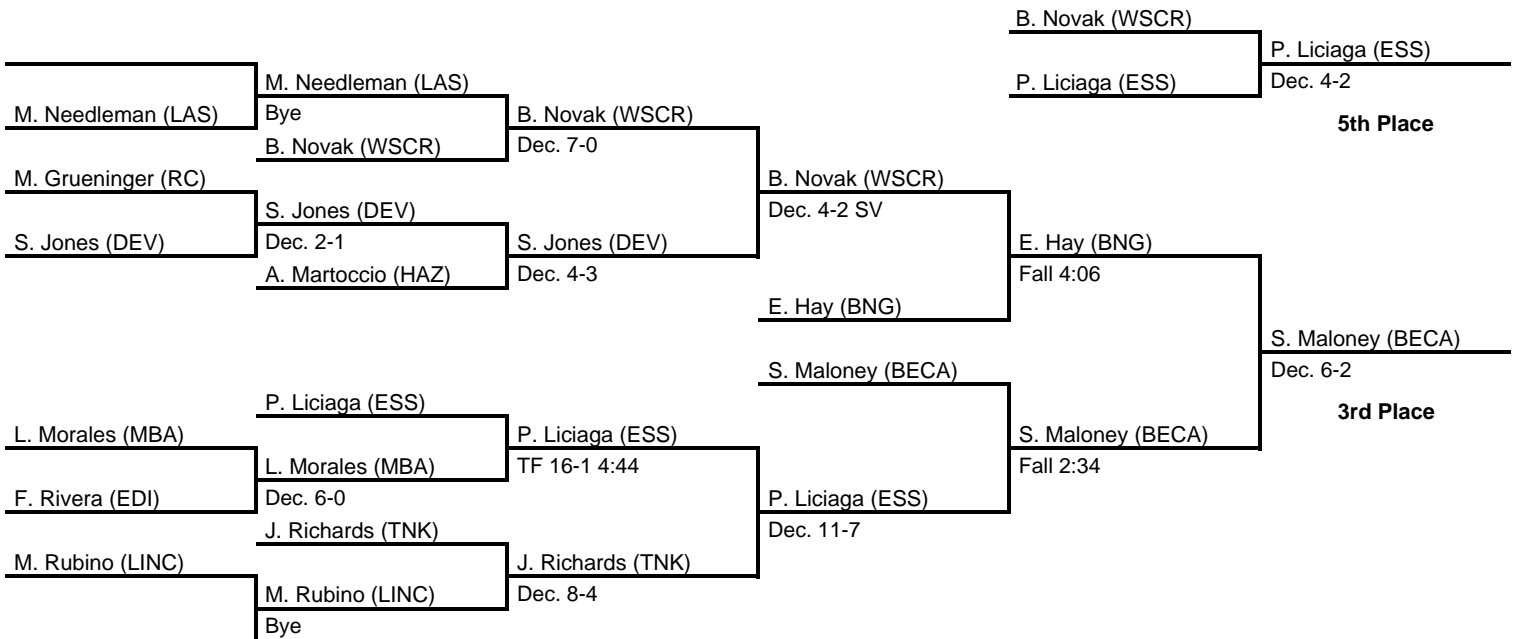 B. Novak (WSCR)
P. Liciaga (ESS)
M. Needleman (LAS)
P. Liciaga (ESS)
Dec. 4-2
M. Needleman (LAS)
Bye
B. Novak (WSCR)
5th Place
B. Novak (WSCR)
Dec. 7-0
M. Grueninger (RC)
B. Novak (WSCR)
S. Jones (DEV)
Dec. 4-2 SV
S. Jones (DEV)
Dec. 2-1
S. Jones (DEV)
E. Hay (BNG)
A. Martoccio (HAZ)
Dec. 4-3
Fall 4:06
E. Hay (BNG)
S. Maloney (BECA)
S. Maloney (BECA)
Dec. 6-2
P. Liciaga (ESS)
3rd Place
L. Morales (MBA)
P. Liciaga (ESS)
S. Maloney (BECA)
L. Morales (MBA)
TF 16-1 4:44
Fall 2:34
F. Rivera (EDI)
Dec. 6-0
P. Liciaga (ESS)
J. Richards (TNK)
Dec. 11-7
M. Rubino (LINC)
J. Richards (TNK)
M. Rubino (LINC)
Dec. 8-4
Bye